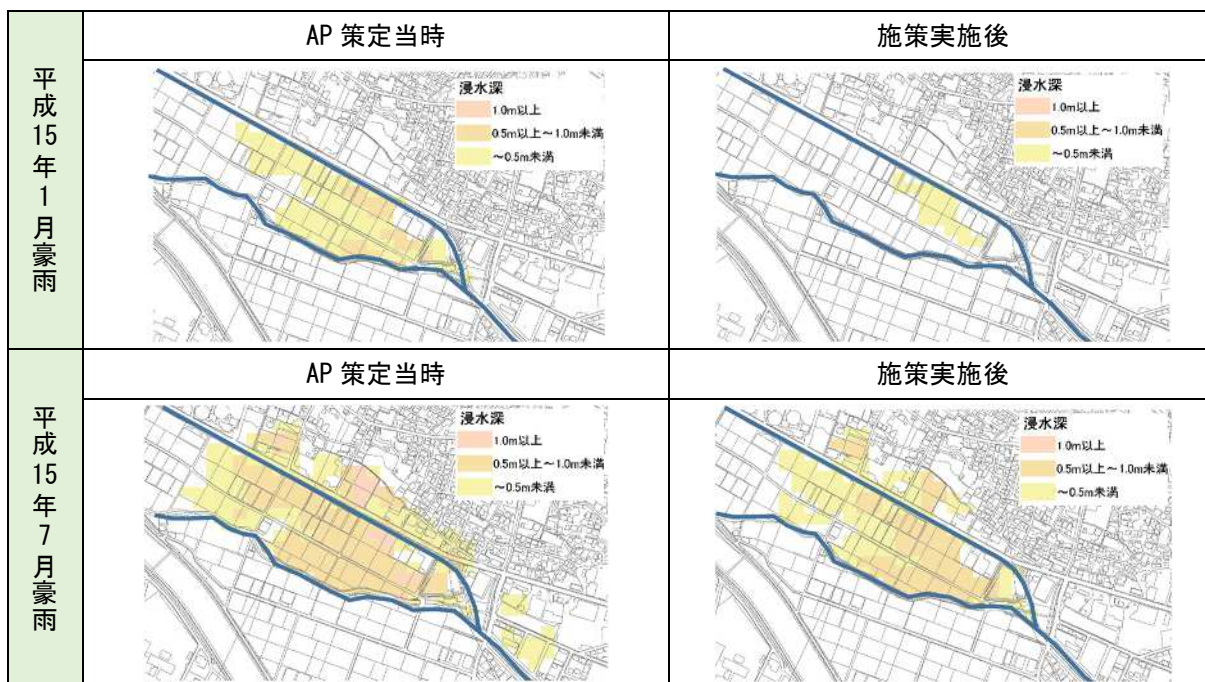 AP 策定当時
施策実施後
平成15年1月豪雨
浸水深
1.0m以上
0.5m以上～1.0m未満
～0.5m未満
浸水深
1.0m以上
0.5m以上～1.0m未満
～0.5m未満
AP 策定当時
施策実施後
平成15年7月豪雨
浸水深
1.0m以上
0.5m以上～1.0m未満
～0.5m未満
浸水深
1.0m以上
0.5m以上～1.0m未満
～0.5m未満